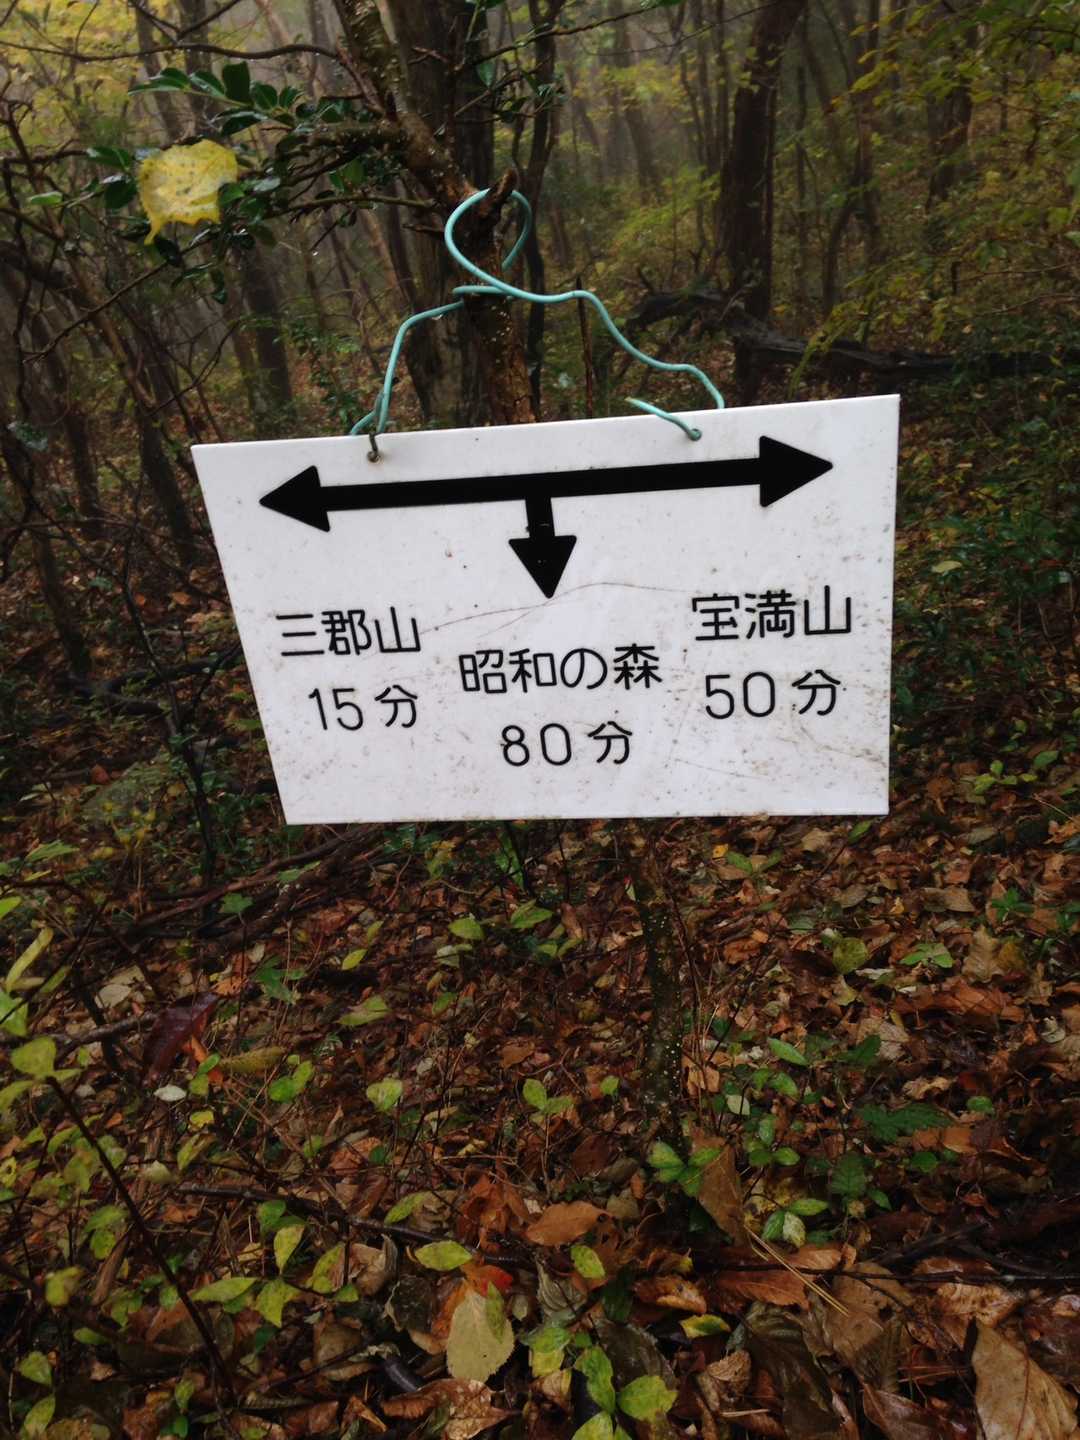 三郡山
15分
昭和の森
80分
宝満山
50分